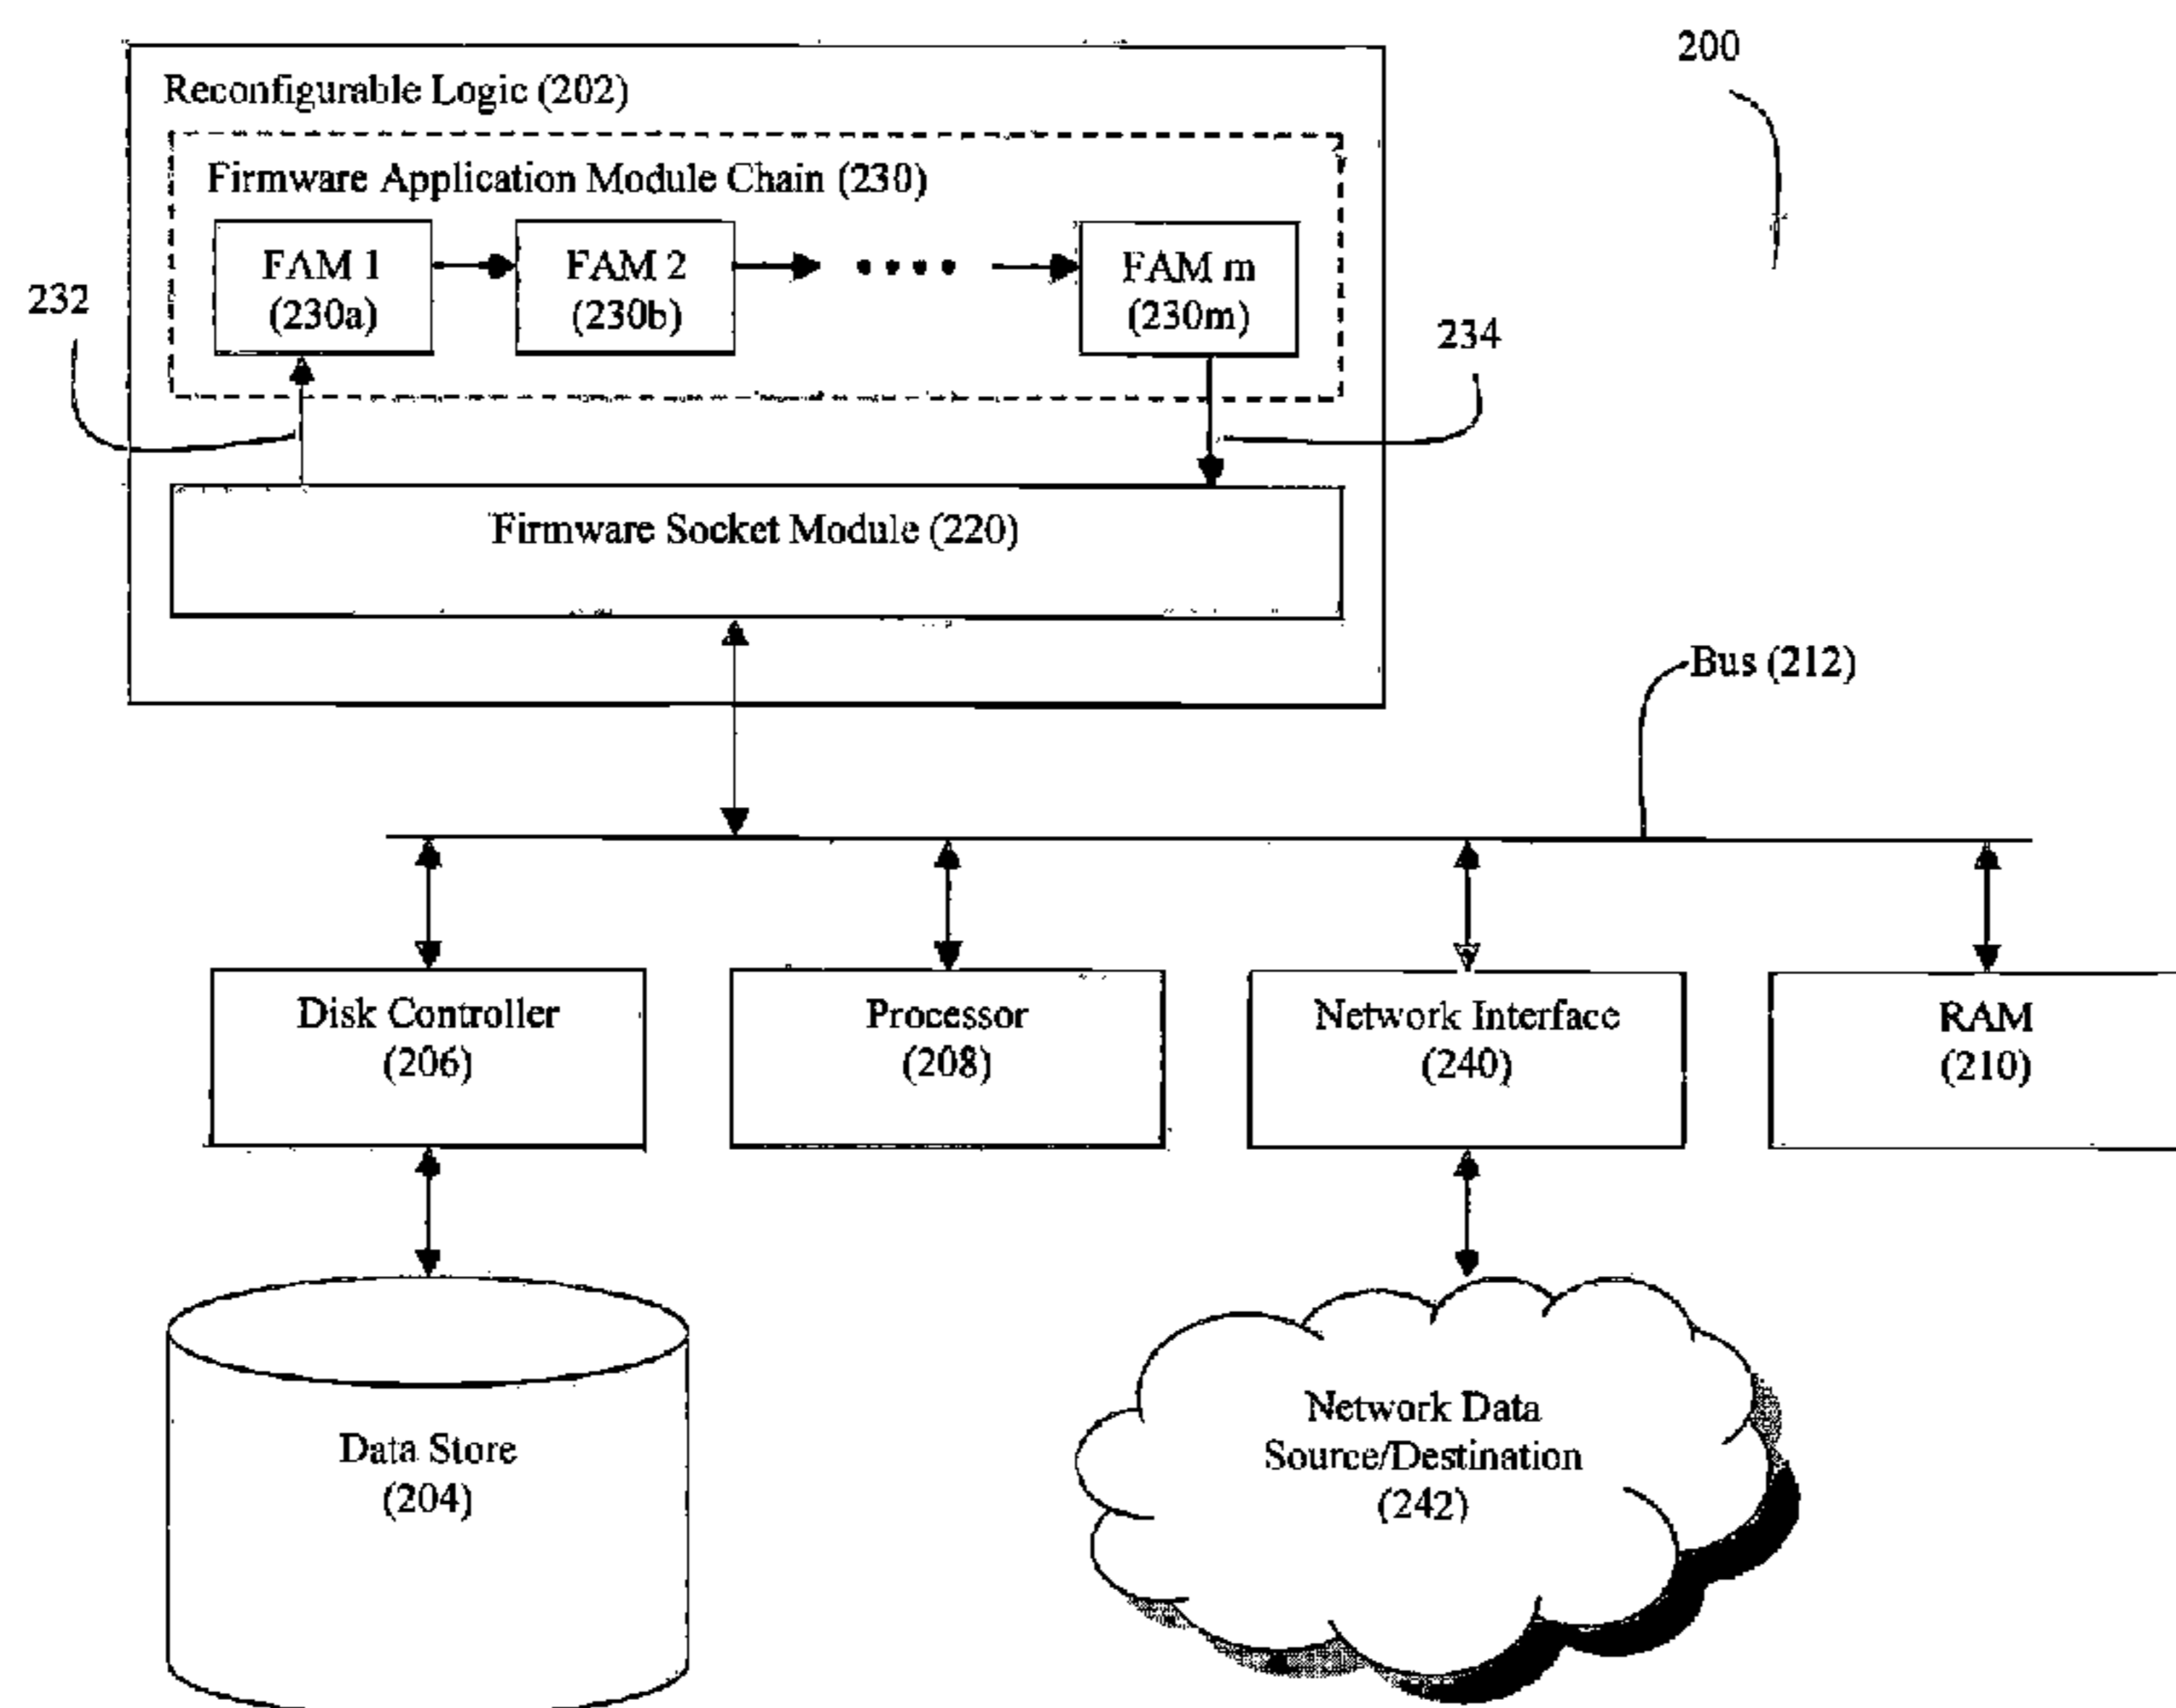 200
Reconfigurable Logic (202)
Firmware Application Module Chain (230)
FAM 1
(230a)
FAM 2
(230b)
FAM m
(230m)
232
234
Firmware Socket Module (220)
Bus (212)
Disk Controller
(206)
Processor
(208)
Network Interface
(240)
RAM
(210)
Data Store
(204)
Network Data
Source/Destination
(242)